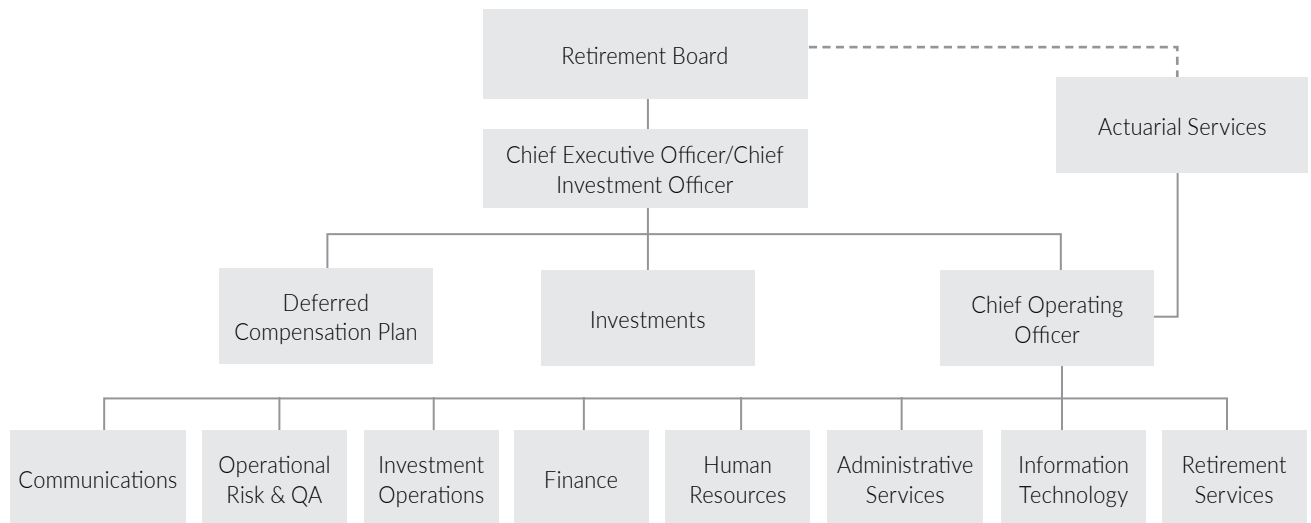 Retirement Board
Actuarial Services
Chief Executive Officer/Chief
Investment Officer
Deferred
Compensation Plan
Investments
Chief Operating
Officer
Communications
Operational
Risk & QA
Investment
Operations
Finance
Human
Resources
Administrative
Services
Information
Technology
Retirement
Services